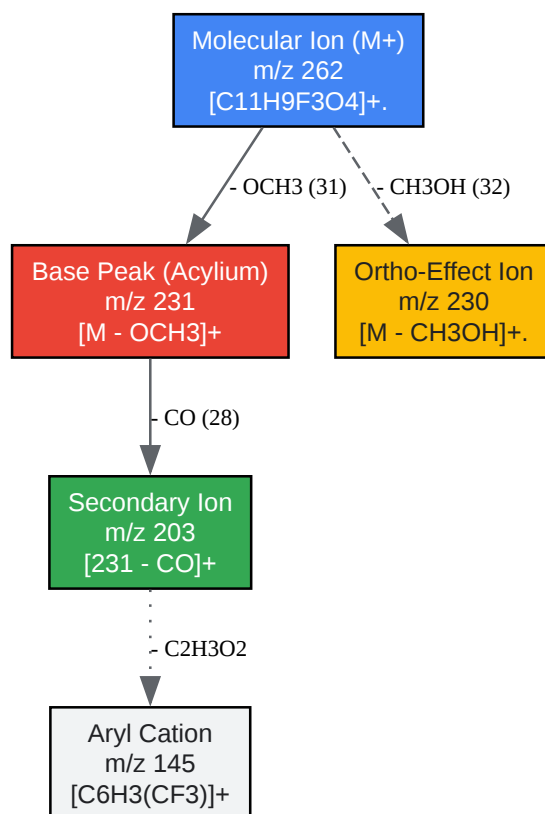 Molecular Ion (M+)
m/z 262
[C11H9F3O4]+.
- OCH3 (31)
- CH3OH (32)
Base Peak (Acylium)
m/z 231
[M - OCH3]+
Ortho-Effect Ion
m/z 230
[M - CH3OH]+.
- CO (28)
Secondary Ion
m/z 203
[231 - CO]+
- C2H3O2
Aryl Cation
m/z 145
[C6H3(CF3)]+